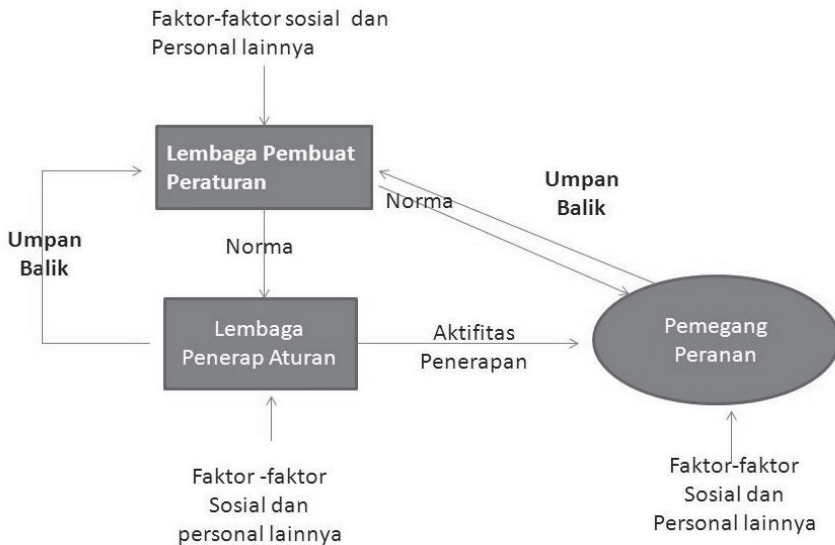 Faktor-faktor sosial dan
Personal lainnya
Lembaga Pembuat
Peraturan
Umpan
Balik
Norma
Umpan
Balik
Norma
Lembaga
Penerap Aturan
Aktifitas
Penerapan
Pemegang
Peranan
Faktor -faktor
Sosial dan
personal lainnya
Faktor-faktor
Sosial dan
Personal lainnya